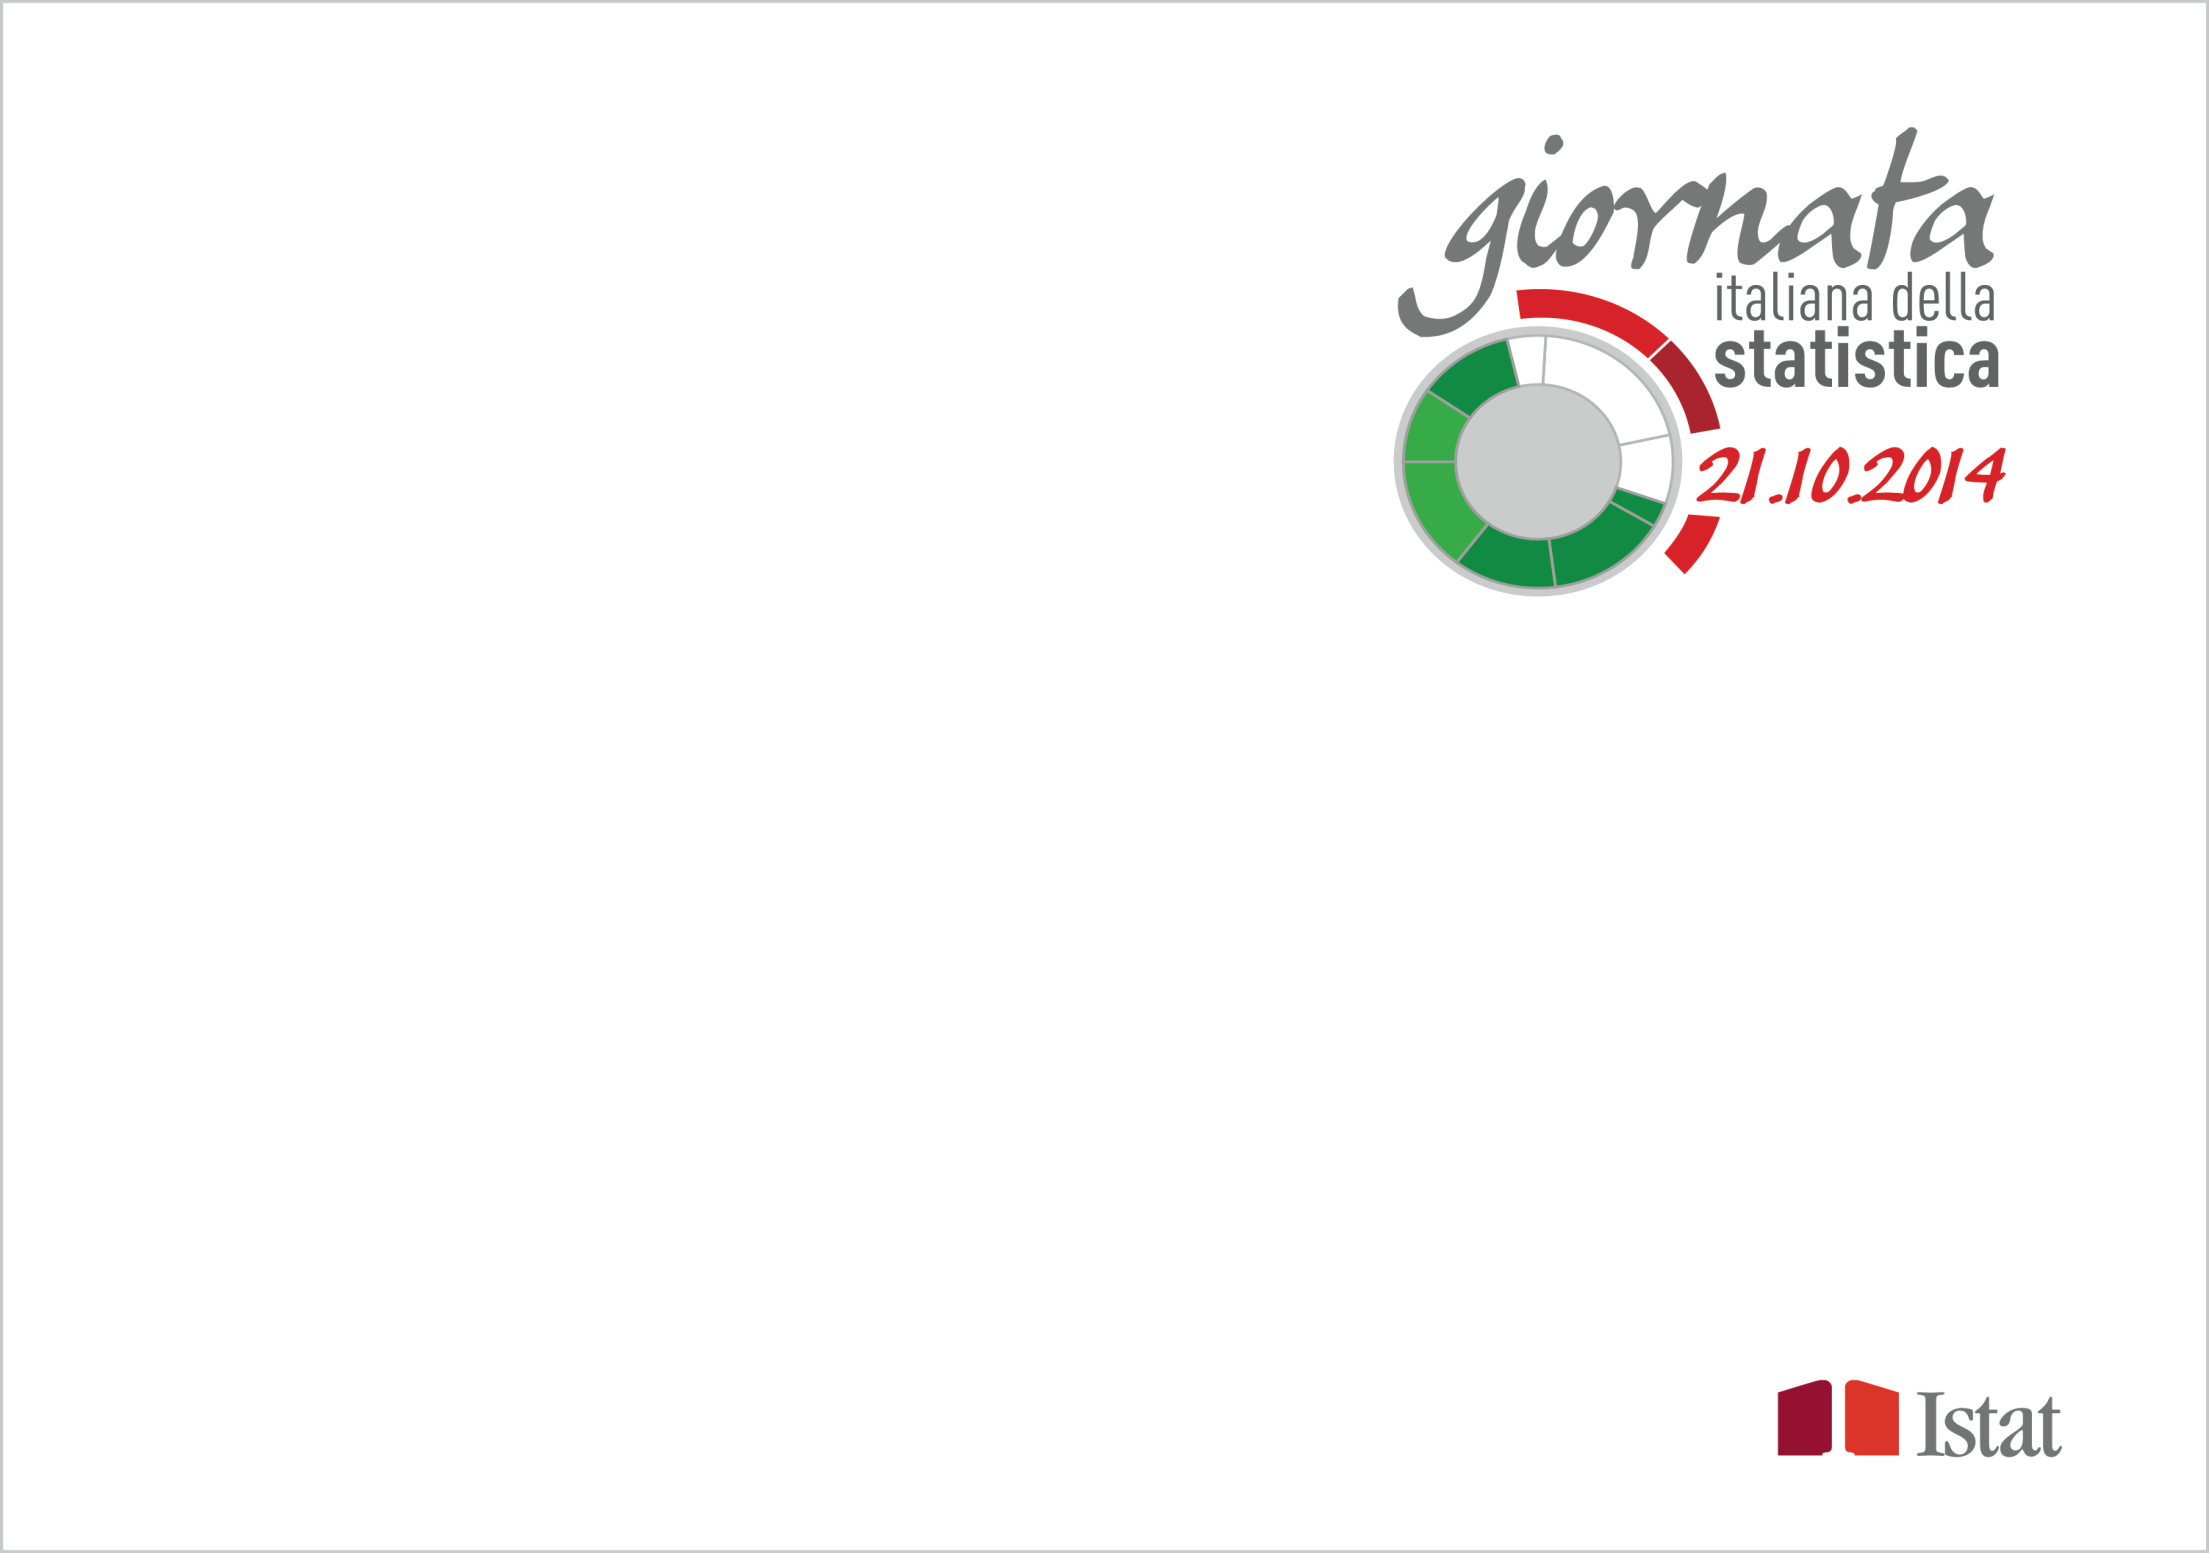 giornata
italiana della
statistica
21.10.2014
Istat